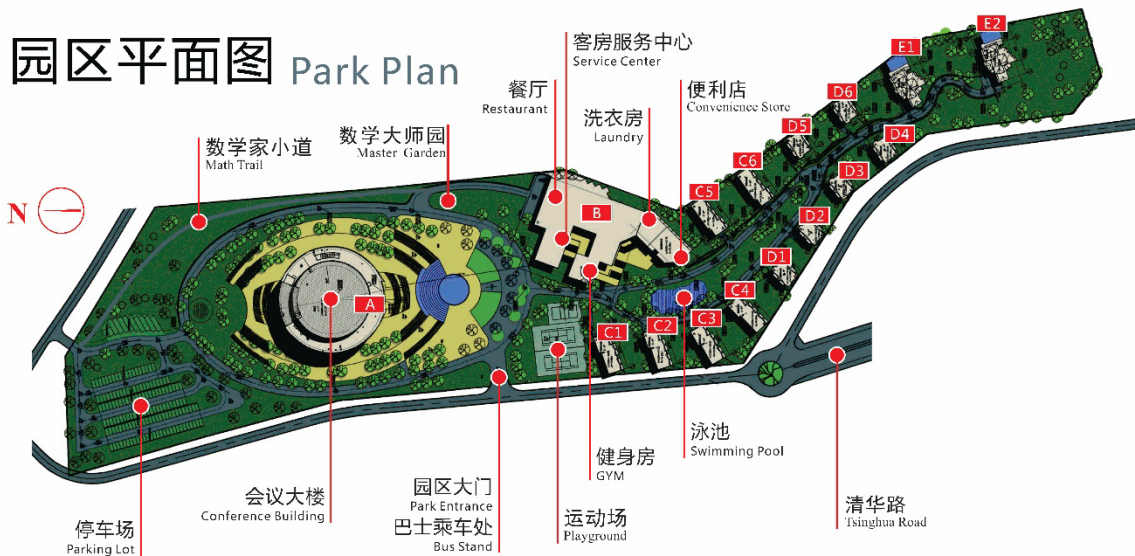 园区平面图 Park Plan
客房服务中心
Service Center
餐厅
Restaurant
便利店
Convenience Store
洗衣房
Laundry
数学家小道
Math Trail
数学大师园
Master Garden
N
E2
E1
D6
D5
D4
C6
D3
C5
D2
B
D1
A
C4
C3
C2
C1
泳池
Swimming Pool
健身房
GYM
会议大楼
Conference Building
园区大门
Park Entrance
巴士乘车处
Bus Stand
运动场
Playground
清华路
Tsinghua Road
停车场
Parking Lot